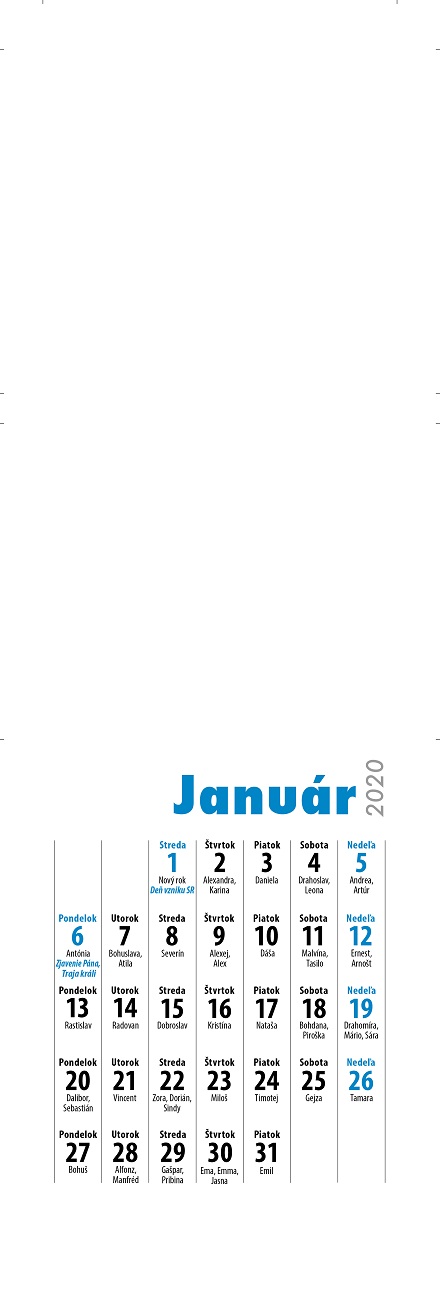 Január 2020
Streda Štvrtok Piatok Sobota Nedeľa
1 2 3 4 5
Nový rok Alexandra, Daniela Drahoslav, Andrea,
Deň vzniku SR Karina Leona Artúr
Pondelok Utorok Streda Štvrtok Piatok Sobota Nedeľa
6 7 8 9 10 11 12
Antónia Bohuslava, Severín Alexej, Dáša Malvína, Ernest,
Zjavenie Pána, Atila Alex Tasilo Arnošt
Traja králi
Pondelok Utorok Streda Štvrtok Piatok Sobota Nedeľa
13 14 15 16 17 18 19
Rastislav Radovan Dobroslav Kristína Nataša Bohdana, Drahomíra,
Piroška Mário, Sára
Pondelok Utorok Streda Štvrtok Piatok Sobota Nedeľa
20 21 22 23 24 25 26
Dalibor, Vincent Zora, Dorián, Miloš Timotej Gejza Tamara
Sebastián Sindy
Pondelok Utorok Streda Štvrtok Piatok
27 28 29 30 31
Bohuš Alfonz, Gašpar, Ema, Emma, Emil
Manfréd Pribina Jasna